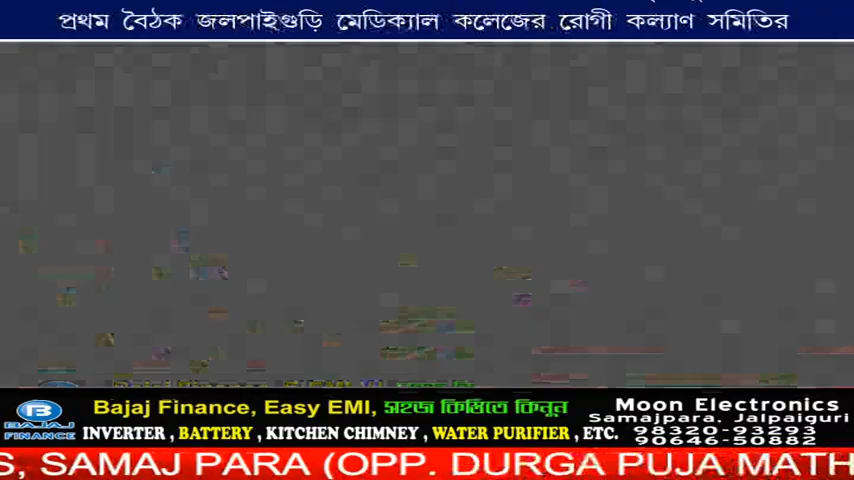 প্রথম বৈঠক জলপাইগুড়ি মেডিক্যাল কলেজের রোগী কল্যাণ সমিতির
B
BAJAJ
FINANCE
Bajaj Finance, Easy EMI, সহজ কিস্তিতে কিনুন
INVERTER , BATTERY , KITCHEN CHIMNEY , WATER PURIFIER , ETC.
Moon Electronics
Samajpara, Jalpaiguri
98320-93293
90646-50882
S, SAMAJ PARA (OPP. DURGA PUJA MATH